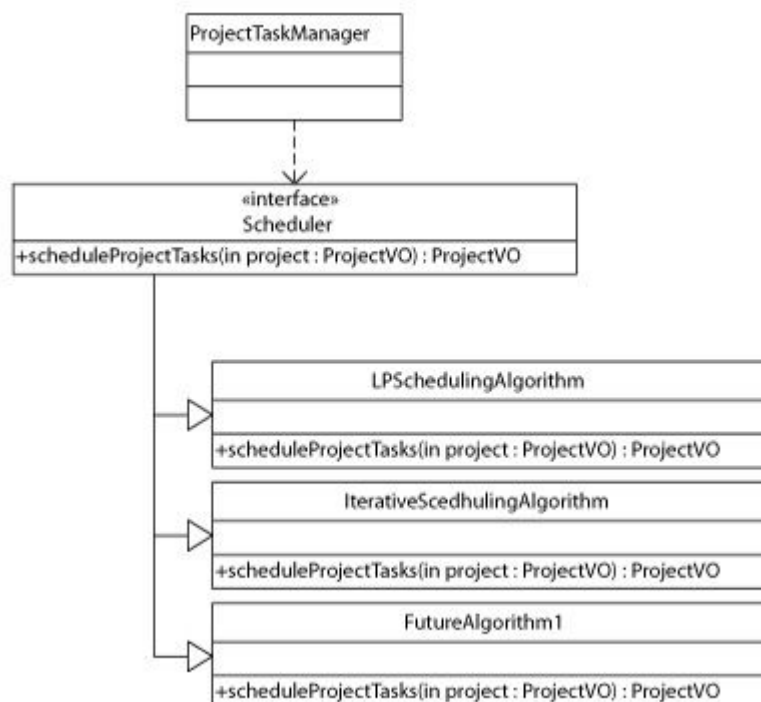 ProjectTaskManager
«interface»
Scheduler
+scheduleProjectTasks(in project : ProjectVO) : ProjectVO
LPSchedulingAlgorithm
+scheduleProjectTasks(in project : ProjectVO) : ProjectVO
IterativeScedhulingAlgorithm
+scheduleProjectTasks(in project : ProjectVO) : ProjectVO
FutureAlgorithm1
+scheduleProjectTasks(in project : ProjectVO) : ProjectVO